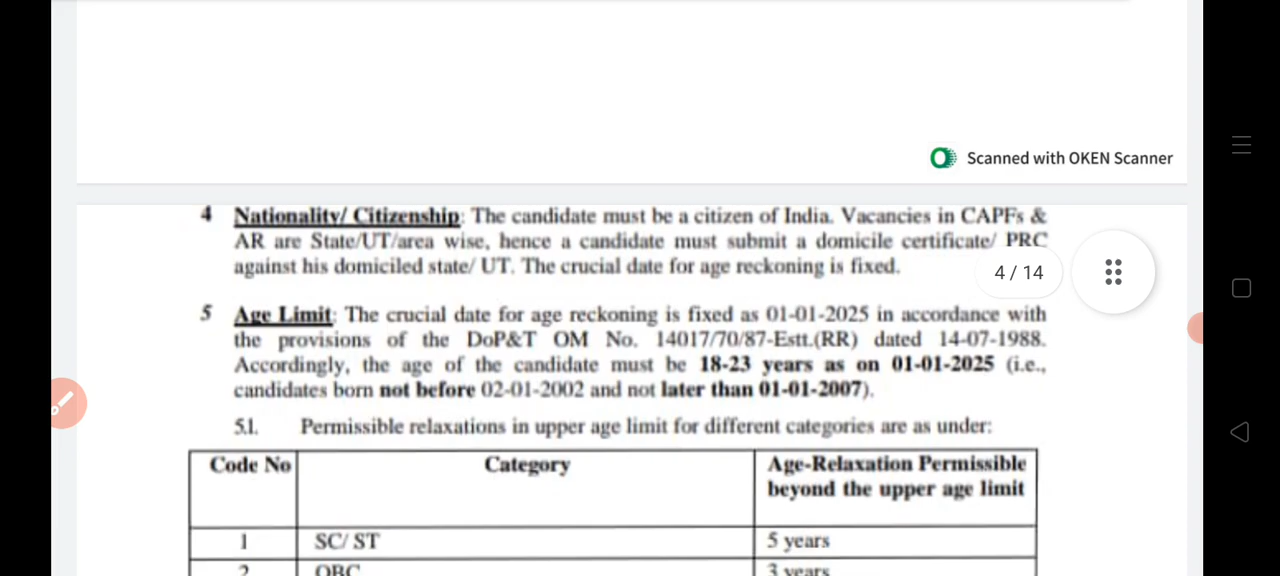 Scanned with OKEN Scanner
4 Nationality/ Citizenship: The candidate must be a citizen of India. Vacancies in CAPFs &
AR are State/UT/area wise, hence a candidate must submit a domicile certificate/ PRC
against his domiciled state/ UT. The crucial date for age reckoning is fixed.
4 / 14
5 Age Limit: The crucial date for age reckoning is fixed as 01-01-2025 in accordance with
the provisions of the DoP&T OM No. 14017/70/87-Estt.(RR) dated 14-07-1988.
Accordingly, the age of the candidate must be 18-23 years as on 01-01-2025 (i.e.,
candidates born not before 02-01-2002 and not later than 01-01-2007).
5.1. Permissible relaxations in upper age limit for different categories are as under:
Code No Category Age-Relaxation Permissible
beyond the upper age limit
1 SC/ ST 5 years
2 OBC 3 years